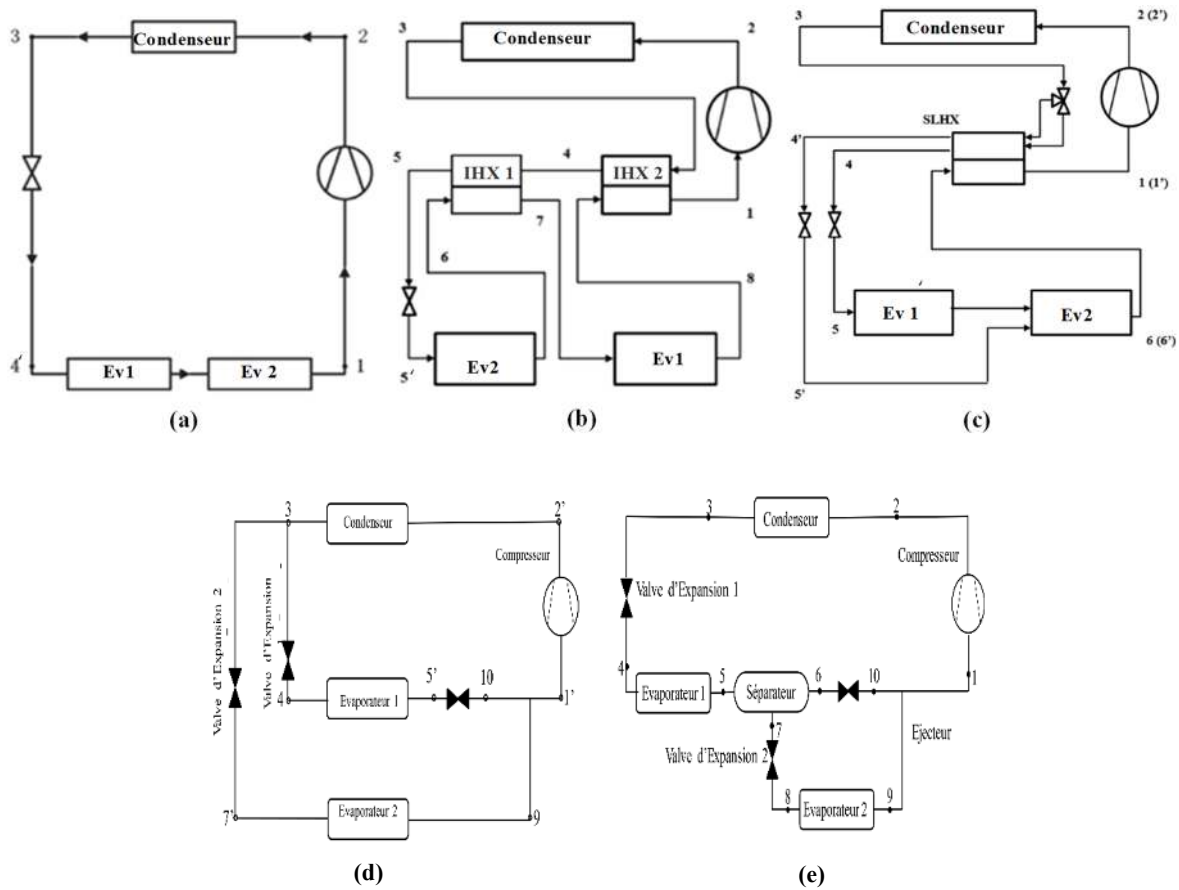 3
Condenseur
2
4'
Ev1
Ev 2
1
(a)
3
Condenseur
2
5
IHX 1
4
IHX 2
7
1
6
8
5'
Ev2
Ev1
(b)
3
Condenseur
2 (2')
SLHX
4'
4
1 (1')
5
Ev 1
Ev2
6 (6')
5'
(c)
3
Condenseur
2'
Compresseur
Valve d'Expansion 2
Valve d'Expansion
4
Evaporateur 1
5'
10
1'
7'
Evaporateur 2
9
(d)
3
Condenseur
2
Compresseur
Valve d'Expansion 1
4
Evaporateur 1
5
Séparateur
6
10
1
7
Valve d'Expansion 2
Ejecteur
8
Evaporateur2
9
(e)